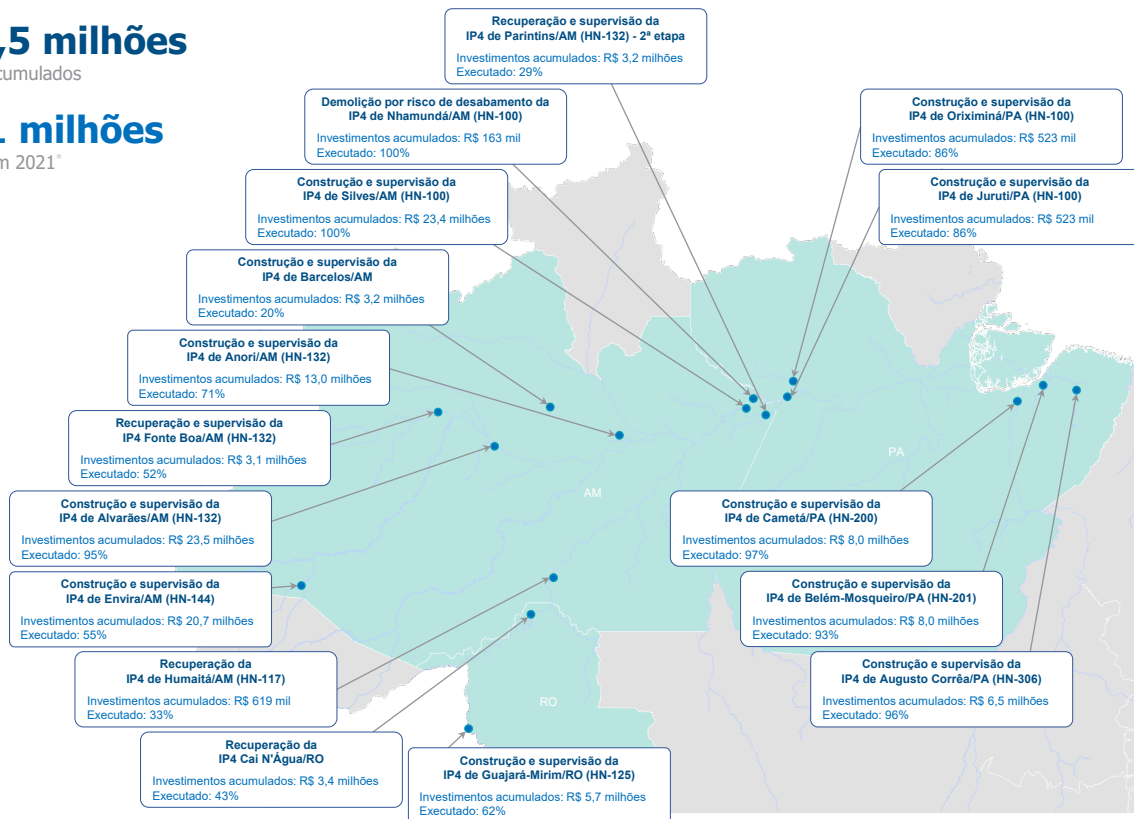 ,5 milhões
cumulados
milhões
m 2021*
Recuperação e supervisão da
IP4 de Parintins/AM (HN-132) - 2ª etapa
Investimentos acumulados: R$ 3,2 milhões
Executado: 29%
Demolição por risco de desabamento da
IP4 de Nhamundá/AM (HN-100)
Investimentos acumulados: R$ 163 mil
Executado: 100%
Construção e supervisão da
IP4 de Oriximiná/PA (HN-100)
Investimentos acumulados: R$ 523 mil
Executado: 86%
Construção e supervisão da
IP4 de Silves/AM (HN-100)
Investimentos acumulados: R$ 23,4 milhões
Executado: 100%
Construção e supervisão da
IP4 de Juruti/PA (HN-100)
Investimentos acumulados: R$ 523 mil
Executado: 86%
Construção e supervisão da
IP4 de Barcelos/AM
Investimentos acumulados: R$ 3,2 milhões
Executado: 20%
Construção e supervisão da
IP4 de Anori/AM (HN-132)
Investimentos acumulados: R$ 13,0 milhões
Executado: 71%
Recuperação e supervisão da
IP4 Fonte Boa/AM (HN-132)
Investimentos acumulados: R$ 3,1 milhões
Executado: 52%
PA
AM
Construção e supervisão da
IP4 de Alvarães/AM (HN-132)
Investimentos acumulados: R$ 23,5 milhões
Executado: 95%
Construção e supervisão da
IP4 de Cametá/PA (HN-200)
Investimentos acumulados: R$ 8,0 milhões
Executado: 97%
Construção e supervisão da
IP4 de Envira/AM (HN-144)
Investimentos acumulados: R$ 20,7 milhões
Executado: 55%
Construção e supervisão da
IP4 de Belém-Mosqueiro/PA (HN-201)
Investimentos acumulados: R$ 8,0 milhões
Executado: 93%
Recuperação da
IP4 de Humaitá/AM (HN-117)
Investimentos acumulados: R$ 619 mil
Executado: 33%
Construção e supervisão da
IP4 de Augusto Corrêa/PA (HN-306)
Investimentos acumulados: R$ 6,5 milhões
Executado: 96%
RO
Recuperação da
IP4 Cai N'Água/RO
Investimentos acumulados: R$ 3,4 milhões
Executado: 43%
Construção e supervisão da
IP4 de Guajará-Mirim/RO (HN-125)
Investimentos acumulados: R$ 5,7 milhões
Executado: 62%